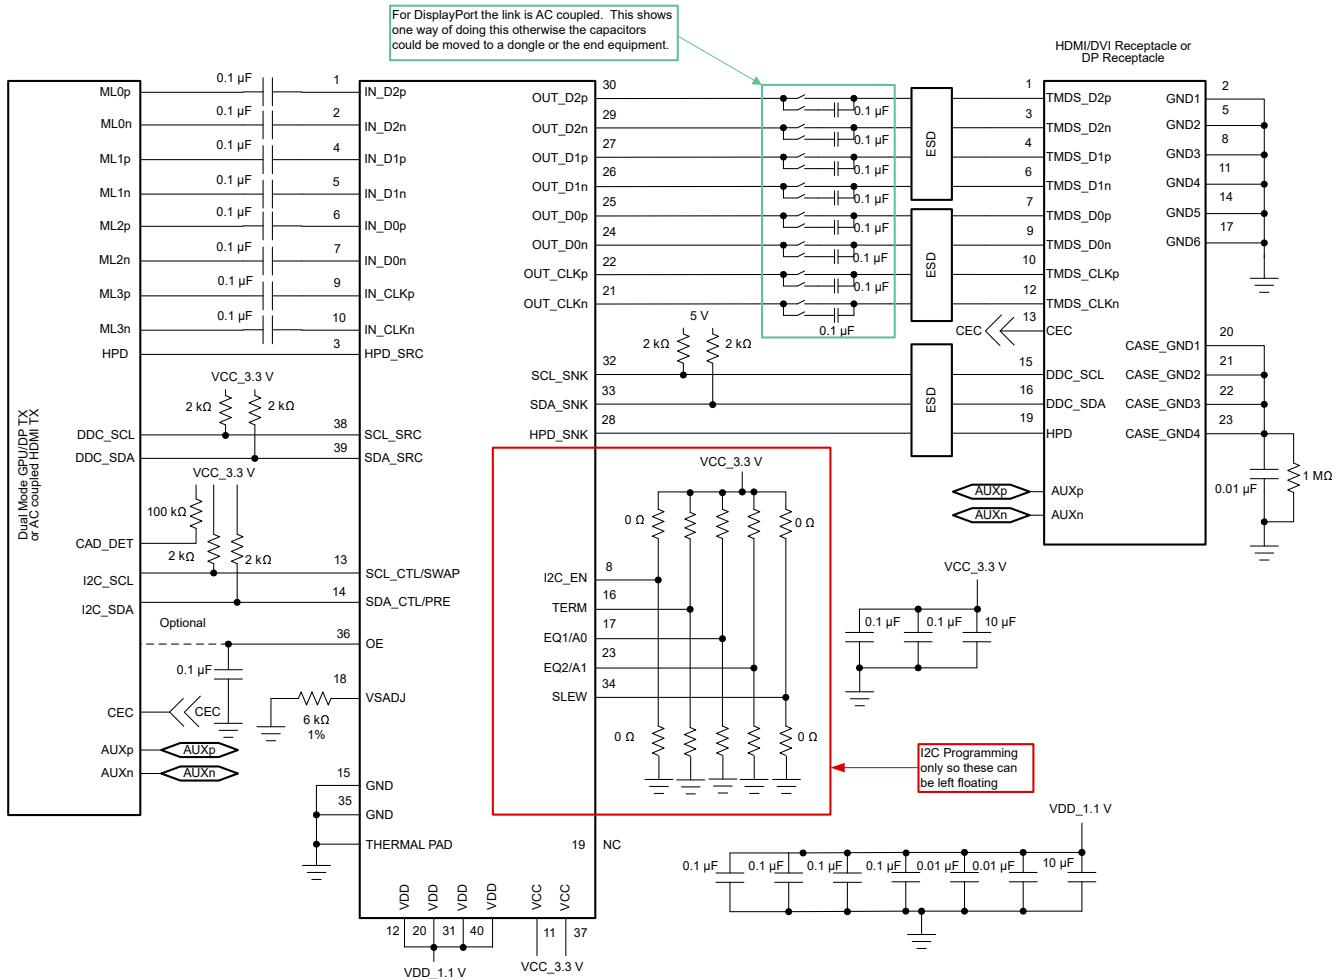 For DisplayPort the link is AC coupled. This shows
one way of doing this otherwise the capacitors
could be moved to a dongle or the end equipment.
HDMI/DVI Receptacle or
DP Receptacle
Dual Mode GPU/DP TX
or AC coupled HDMI TX
ML0p
0.1 µF
1
IN_D2p
ML0n
0.1 µF
2
IN_D2n
ML1p
0.1 µF
4
IN_D1p
ML1n
0.1 µF
5
IN_D1n
ML2p
0.1 µF
6
IN_D0p
ML2n
0.1 µF
7
IN_D0n
ML3p
0.1 µF
9
IN_CLKp
ML3n
0.1 µF
10
IN_CLKn
HPD
3
HPD_SRC
VCC_3.3 V
2 kΩ
2 kΩ
DDC_SCL
38
SCL_SRC
DDC_SDA
39
SDA_SRC
VCC_3.3 V
100 kΩ
CAD_DET
2 kΩ
2 kΩ
I2C_SCL
13
SCL_CTL/SWAP
I2C_SDA
14
SDA_CTL/PRE
Optional
36
OE
0.1 µF
18
VSADJ
6 kΩ
1%
CEC
CEC
AUXp
AUXp
AUXn
AUXn
15
GND
35
GND
THERMAL PAD
VDD
VDD
VDD
VDD
VCC
VCC
12
20
31
40
11
37
VDD_1.1 V
VCC_3.3 V
19
NC
OUT_D2p
30
0.1 µF
1
TMDS_D2p
OUT_D2n
29
0.1 µF
3
TMDS_D2n
OUT_D1p
27
0.1 µF
4
TMDS_D1p
OUT_D1n
26
0.1 µF
6
TMDS_D1n
OUT_D0p
25
0.1 µF
7
TMDS_D0p
OUT_D0n
24
0.1 µF
9
TMDS_D0n
OUT_CLKp
22
0.1 µF
10
TMDS_CLKp
OUT_CLKn
21
0.1 µF
12
TMDS_CLKn
ESD
ESD
ESD
13
CEC
CEC
5 V
2 kΩ
2 kΩ
SCL_SNK
32
15
DDC_SCL
SDA_SNK
33
16
DDC_SDA
HPD_SNK
28
19
HPD
AUXp
AUXp
AUXn
AUXn
GND1
2
GND2
5
GND3
8
GND4
11
GND5
14
GND6
17
CASE_GND1
20
CASE_GND2
21
CASE_GND3
22
CASE_GND4
23
0.01 µF
1 MΩ
VCC_3.3 V
0 Ω
0 Ω
I2C_EN
8
TERM
16
EQ1/A0
17
EQ2/A1
23
SLEW
34
0 Ω
0 Ω
I2C Programming
only so these can
be left floating
VCC_3.3 V
0.1 µF
0.1 µF
10 µF
VDD_1.1 V
0.1 µF
0.1 µF
0.1 µF
0.1 µF
0.01 µF
0.01 µF
10 µF